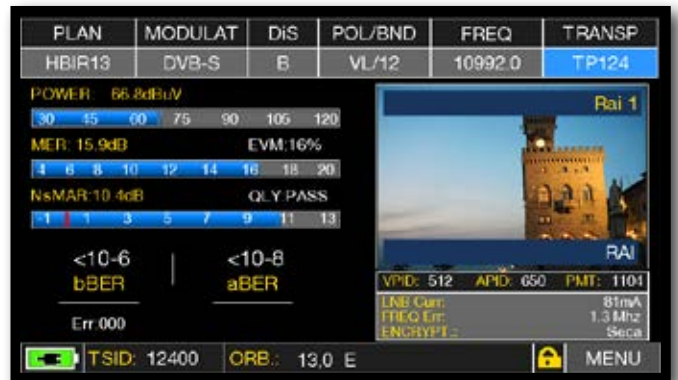 PLAN MODULAT DiS POL/BND FREQ TRANSP
HBIR13 DVB-S B VL/12 10992.0 TP124
POWER: 66.8dBuV
30 45 60 75 90 105 120
MER: 15.9dB EVM:16%
4 6 8 10 12 14 16 18 20
NsMAR:10.4dB QLY:PASS
-1 1 3 5 7 9 11 13
<10-6 <10-8
bBER aBER
Err:000
Rai 1
RAI
VPID: 512 APID: 650 PMT: 1104
LNB Curr: 81mA
FREQ Err: 1.3 Mhz
ENCRYPT.: Seca
TSID: 12400 ORB.: 13,0 E MENU